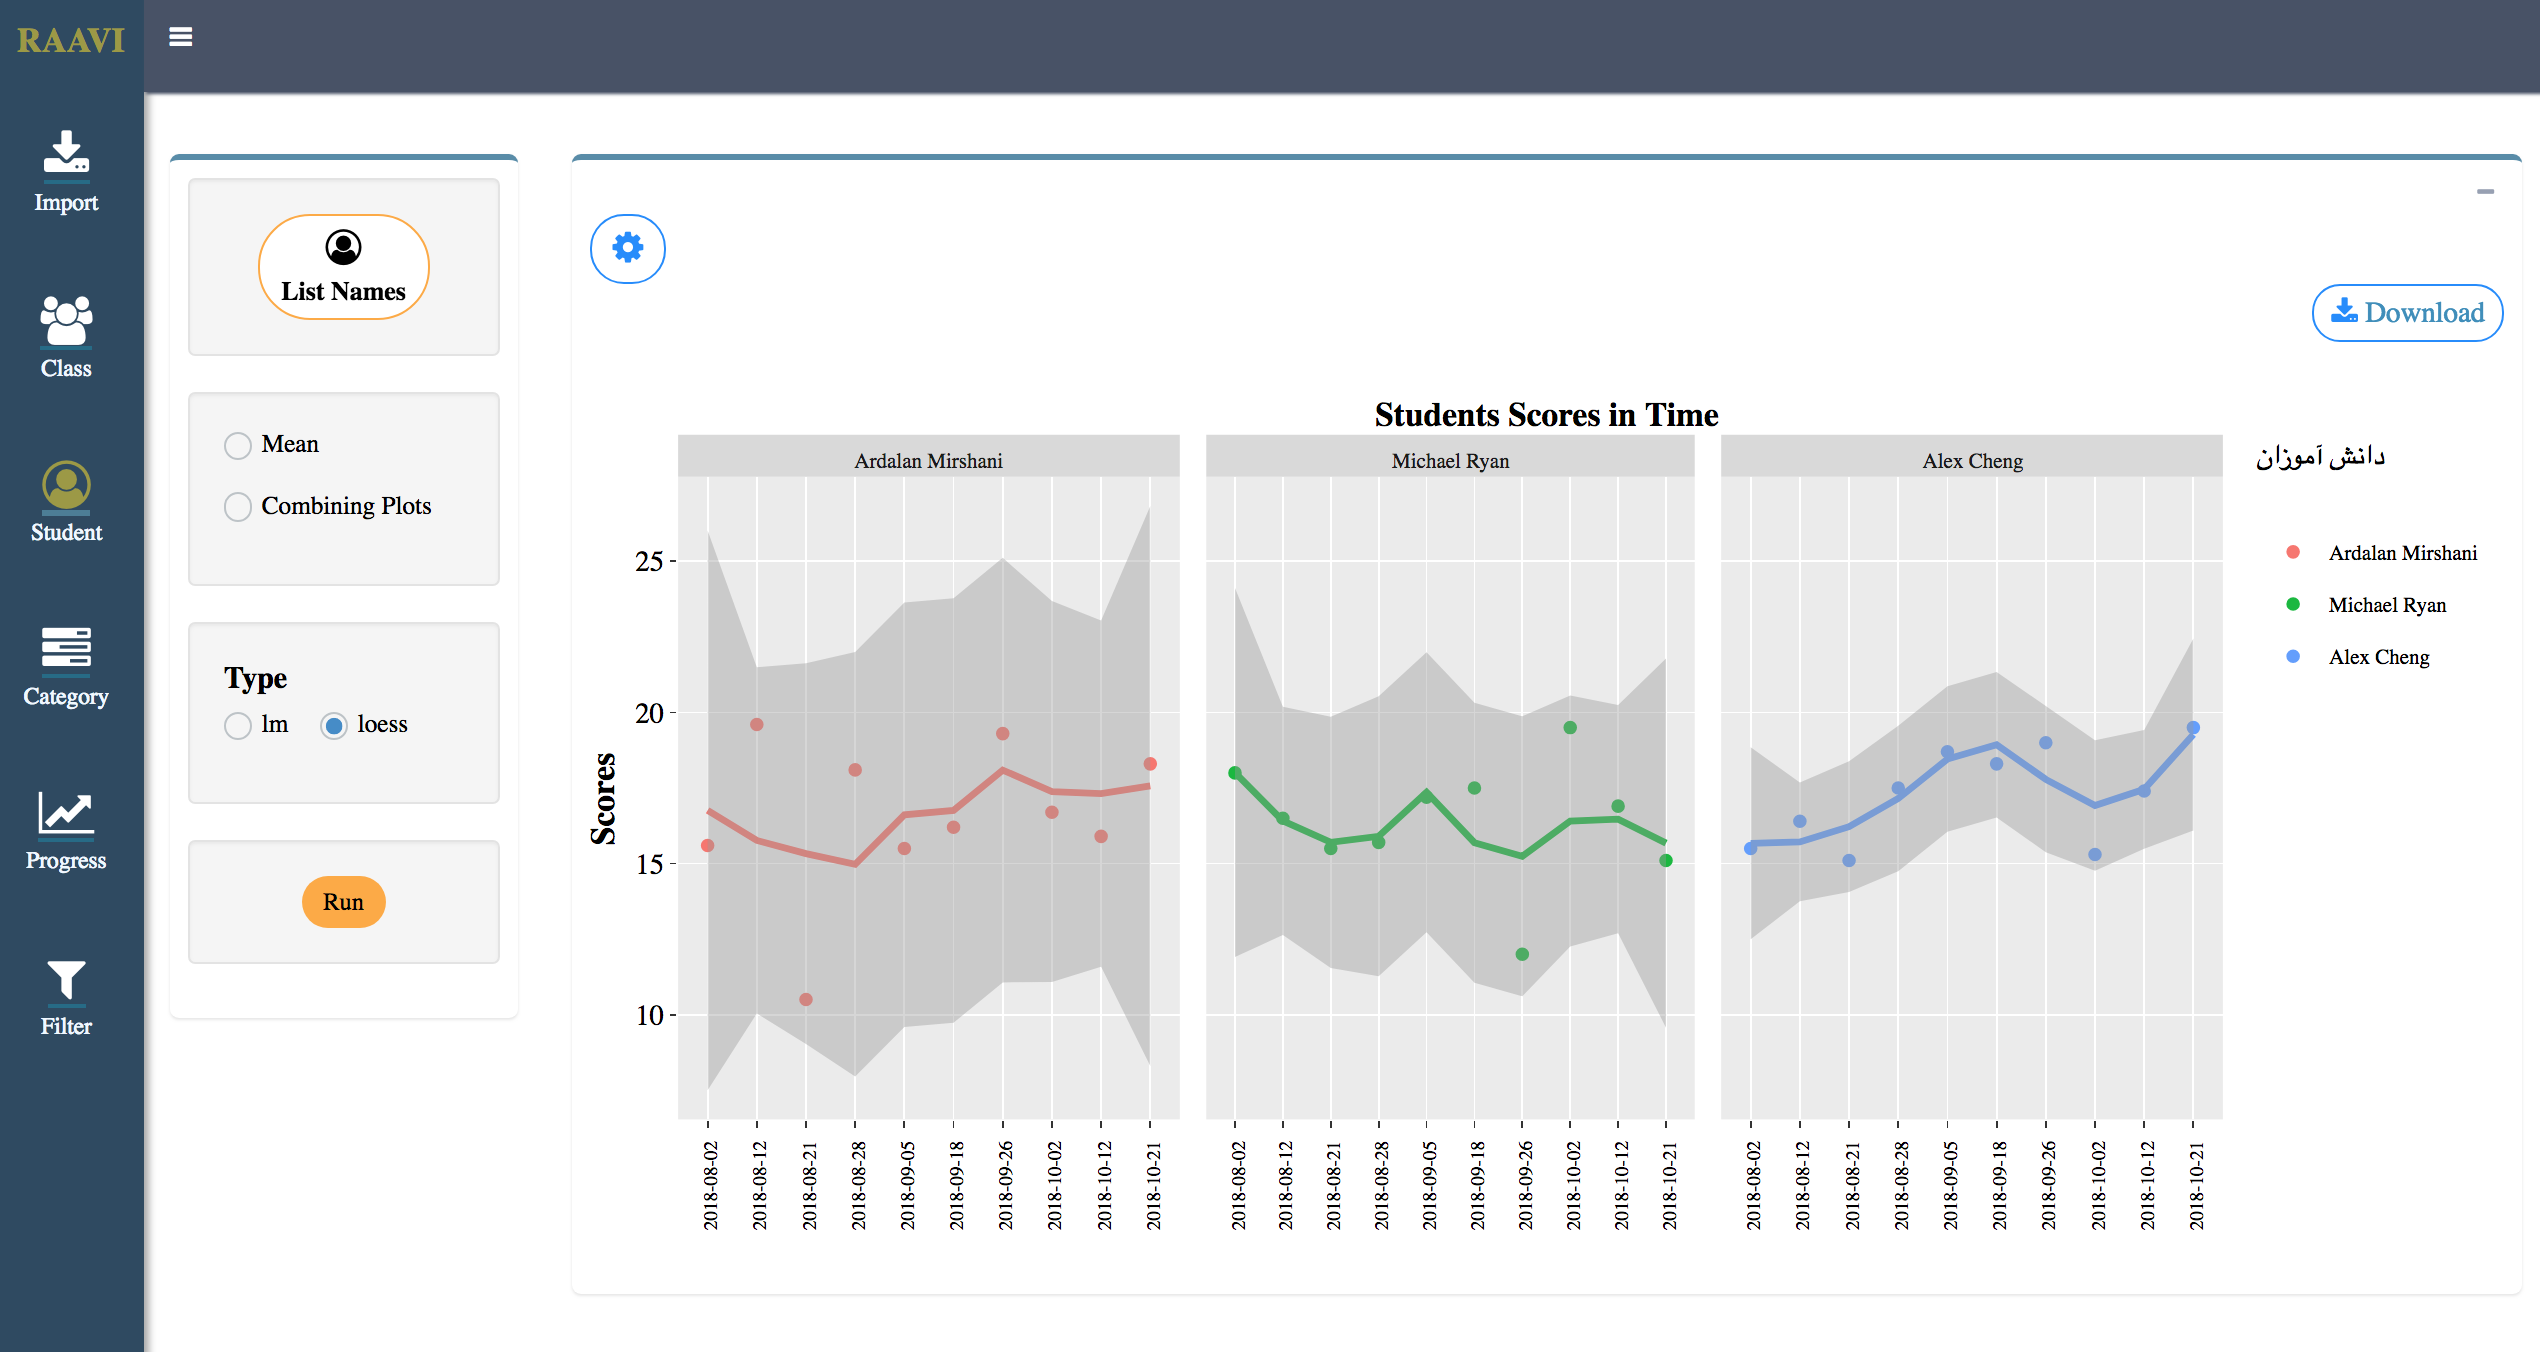 RAAVI
Import
Class
Student
Category
Progress
Filter
List Names
Mean
Combining Plots
Type
lm loess
Run
Download
Students Scores in Time
Ardalan Mirshani Michael Ryan Alex Cheng
Scores
25
20
15
10
2018-08-02 2018-08-12 2018-08-21 2018-08-28 2018-09-05 2018-09-18 2018-09-26 2018-10-02 2018-10-12 2018-10-21
2018-08-02 2018-08-12 2018-08-21 2018-08-28 2018-09-05 2018-09-18 2018-09-26 2018-10-02 2018-10-12 2018-10-21
2018-08-02 2018-08-12 2018-08-21 2018-08-28 2018-09-05 2018-09-18 2018-09-26 2018-10-02 2018-10-12 2018-10-21
دانش آموزان
Ardalan Mirshani
Michael Ryan
Alex Cheng